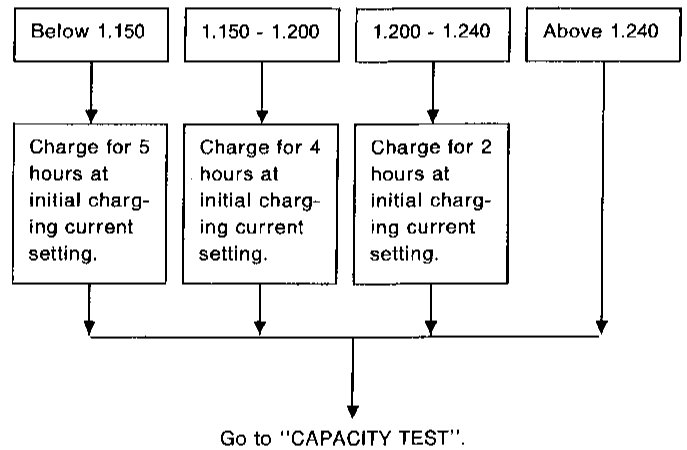 Below 1.150
1.150 - 1.200
1.200 - 1.240
Above 1.240
Charge for 5
hours at
initial charg-
ing current
setting.
Charge for 4
hours at
initial charg-
ing current
setting.
Charge for 2
hours at
initial charg-
ing current
setting.
Go to "CAPACITY TEST".